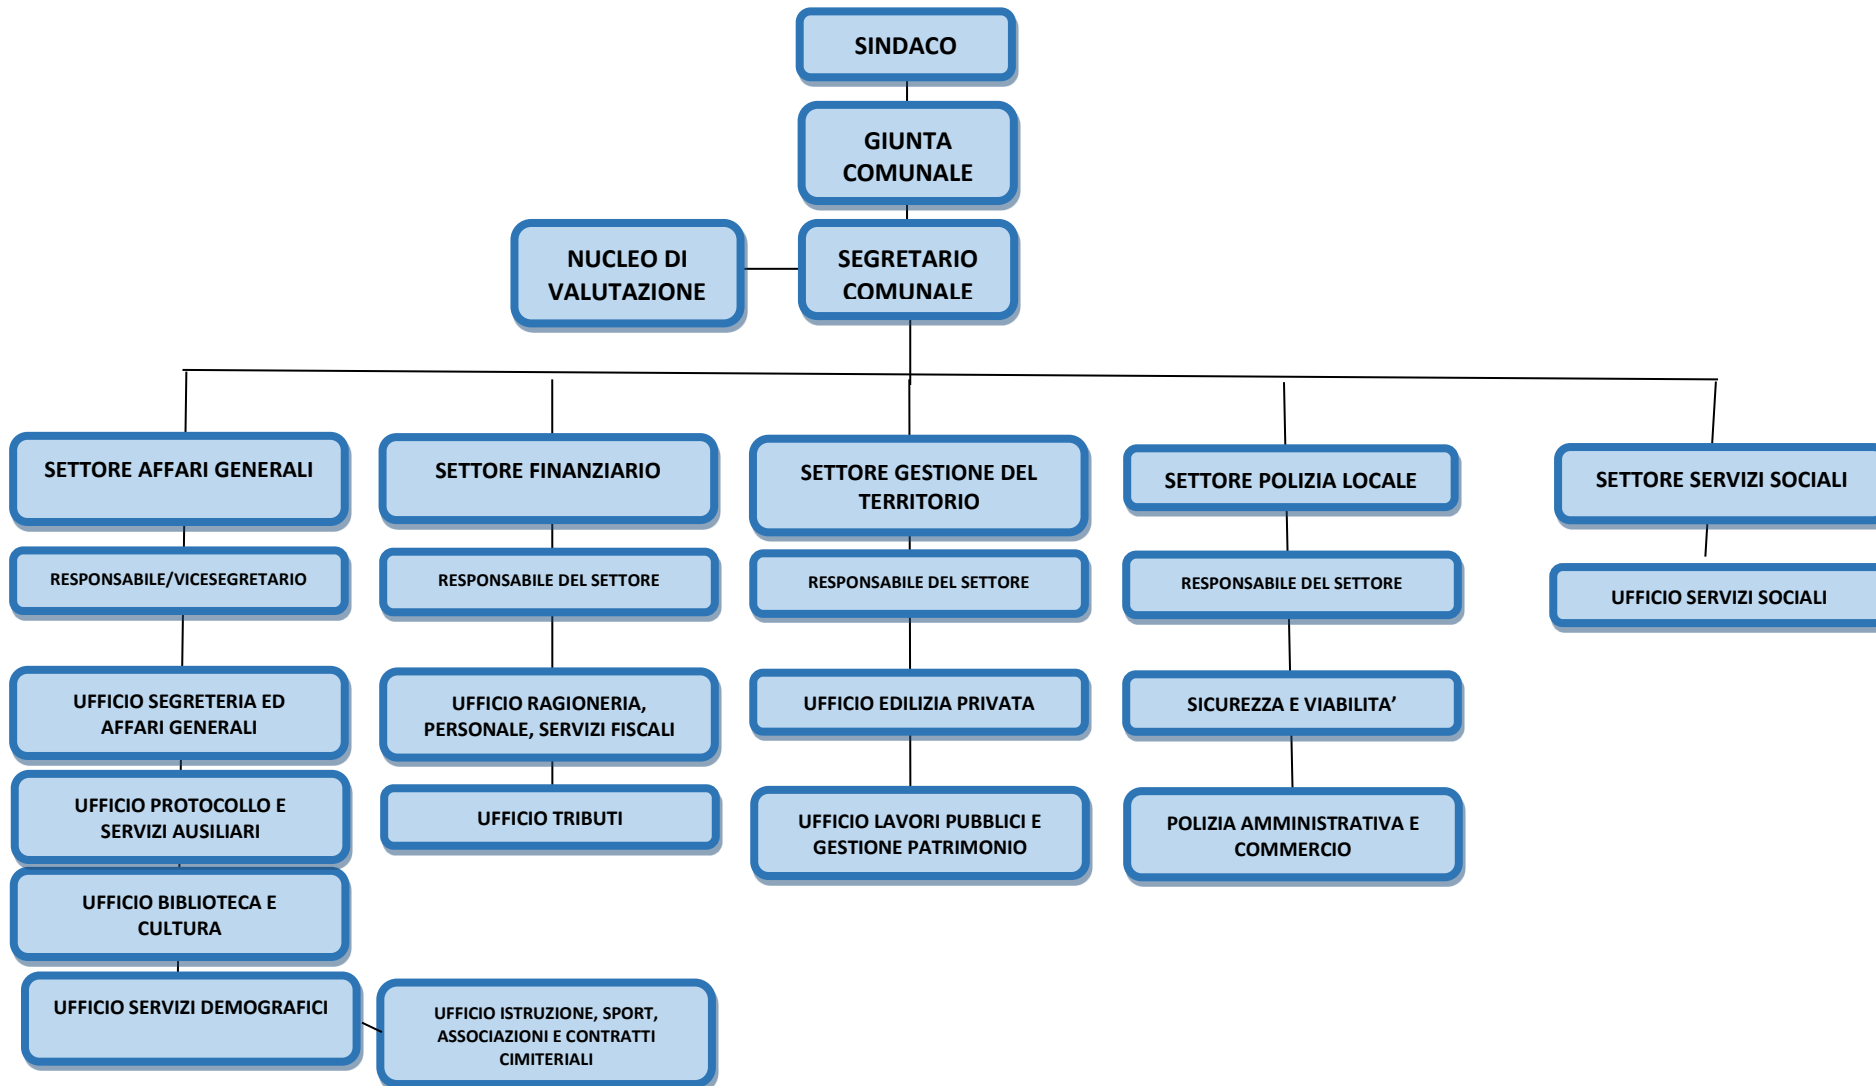 SINDACO
GIUNTA
COMUNALE
NUCLEO DI
VALUTAZIONE
SEGRETARIO
COMUNALE
SETTORE AFFARI GENERALI
RESPONSABILE/VICESEGRETARIO
UFFICIO SEGRETERIA ED
AFFARI GENERALI
UFFICIO PROTOCOLLO E
SERVIZI AUSILIARI
UFFICIO BIBLIOTECA E
CULTURA
UFFICIO SERVIZI DEMOGRAFICI
UFFICIO ISTRUZIONE, SPORT,
ASSOCIAZIONI E CONTRATTI
CIMITERIALI
SETTORE FINANZIARIO
RESPONSABILE DEL SETTORE
UFFICIO RAGIONERIA,
PERSONALE, SERVIZI FISCALI
UFFICIO TRIBUTI
SETTORE GESTIONE DEL
TERRITORIO
RESPONSABILE DEL SETTORE
UFFICIO EDILIZIA PRIVATA
UFFICIO LAVORI PUBBLICI E
GESTIONE PATRIMONIO
SETTORE POLIZIA LOCALE
RESPONSABILE DEL SETTORE
SICUREZZA E VIABILITA’
POLIZIA AMMINISTRATIVA E
COMMERCIO
SETTORE SERVIZI SOCIALI
UFFICIO SERVIZI SOCIALI